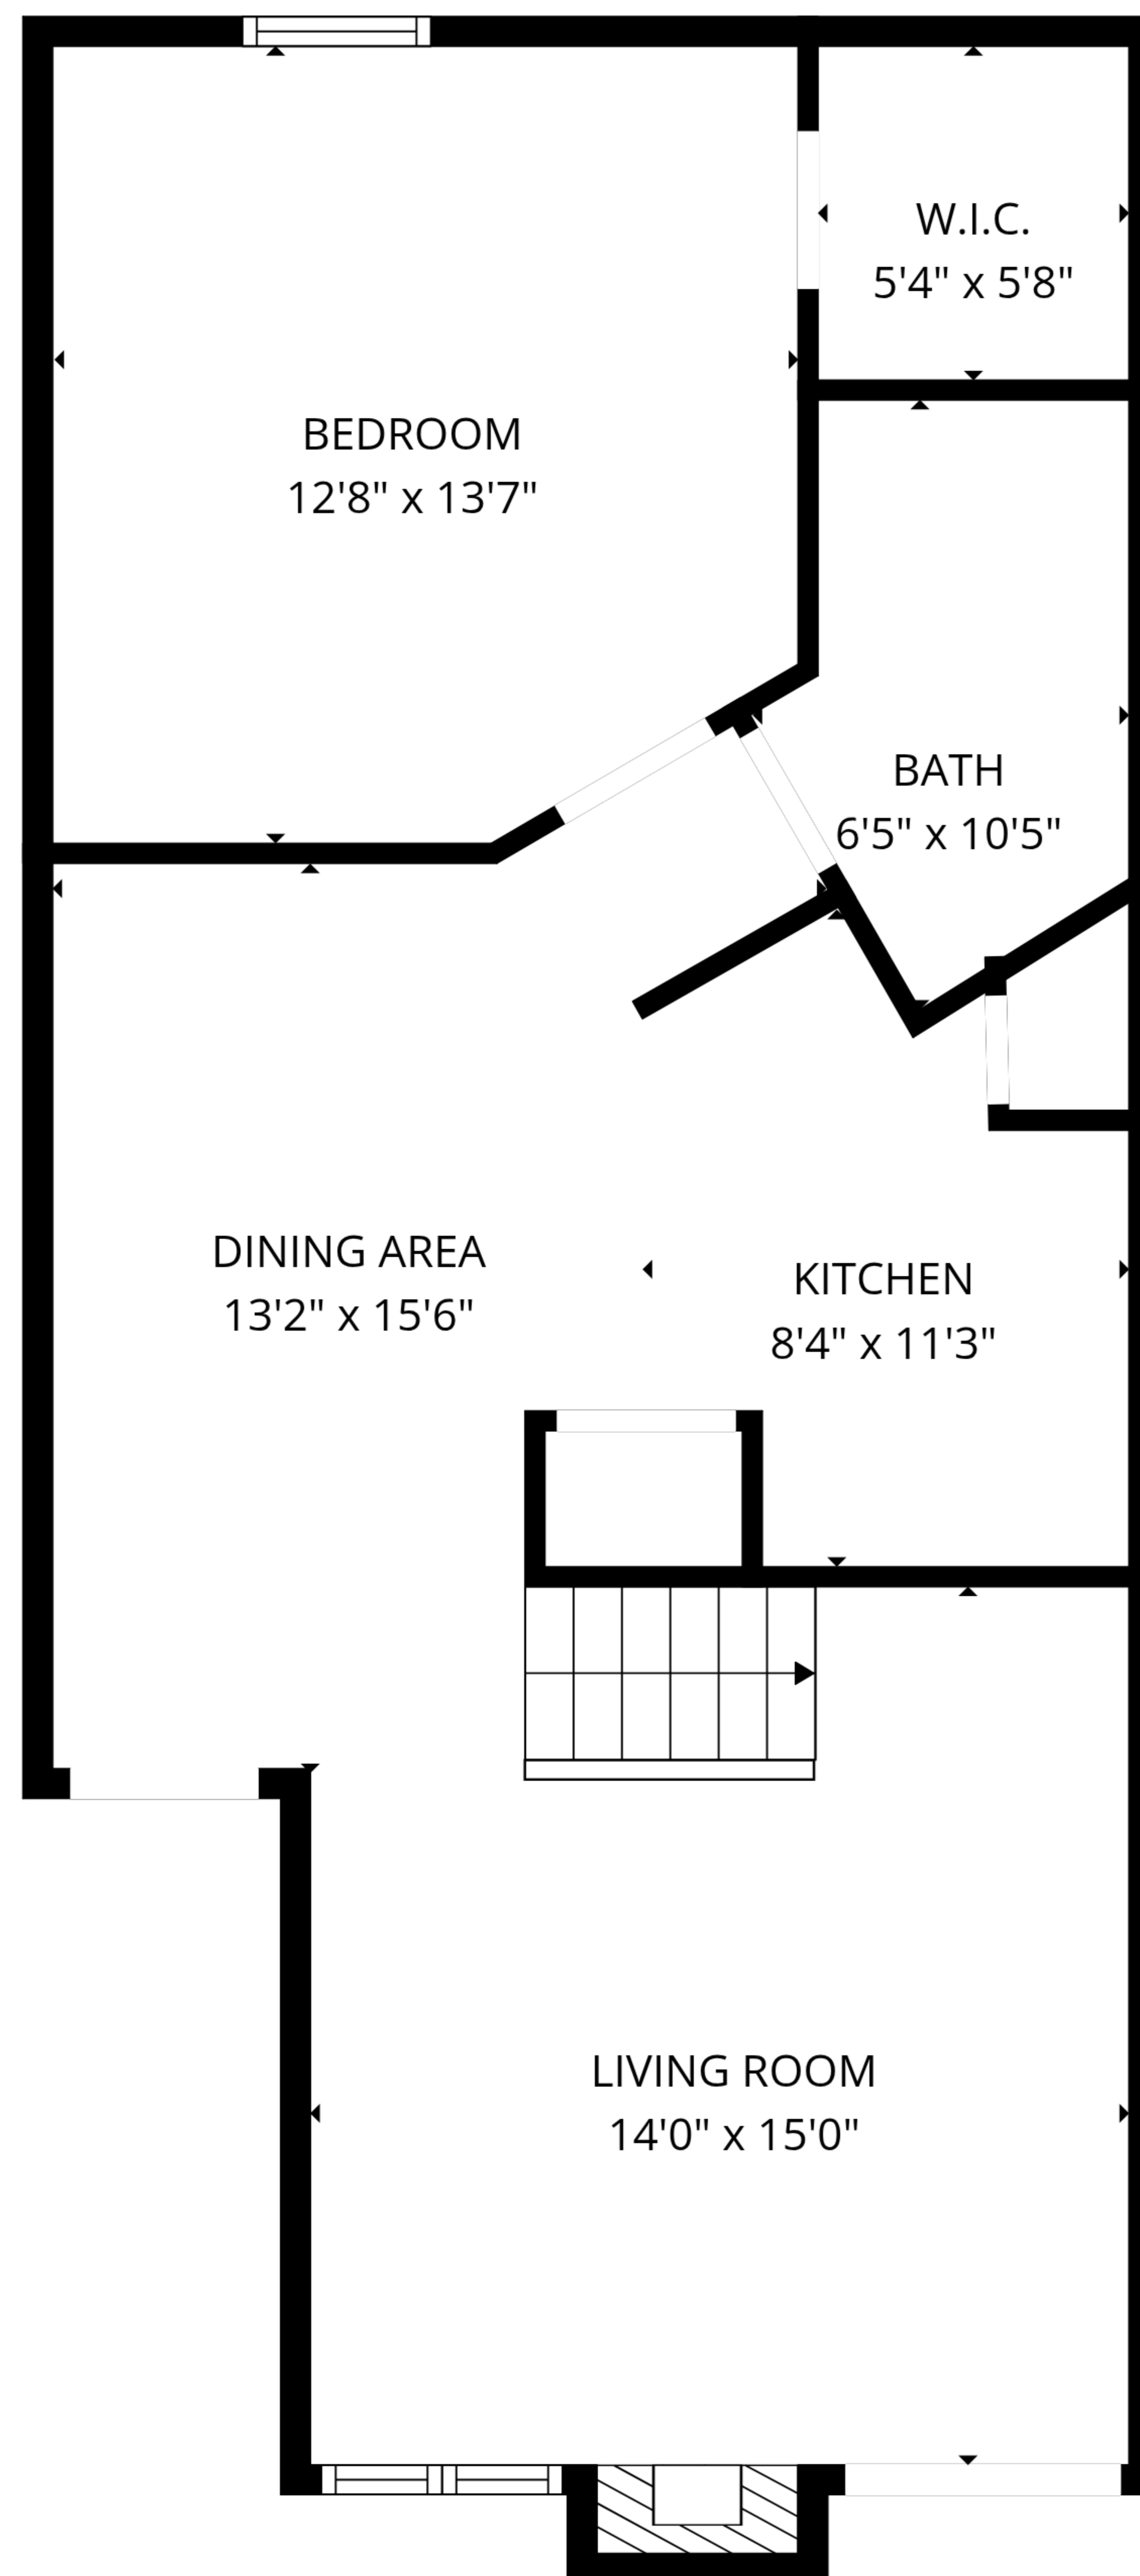 W.I.C.
5'4" x 5'8"
BEDROOM
12'8" x 13'7"
BATH
6'5" x 10'5"
DINING AREA
13'2" x 15'6"
KITCHEN
8'4" x 11'3"
LIVING ROOM
14'0" x 15'0"